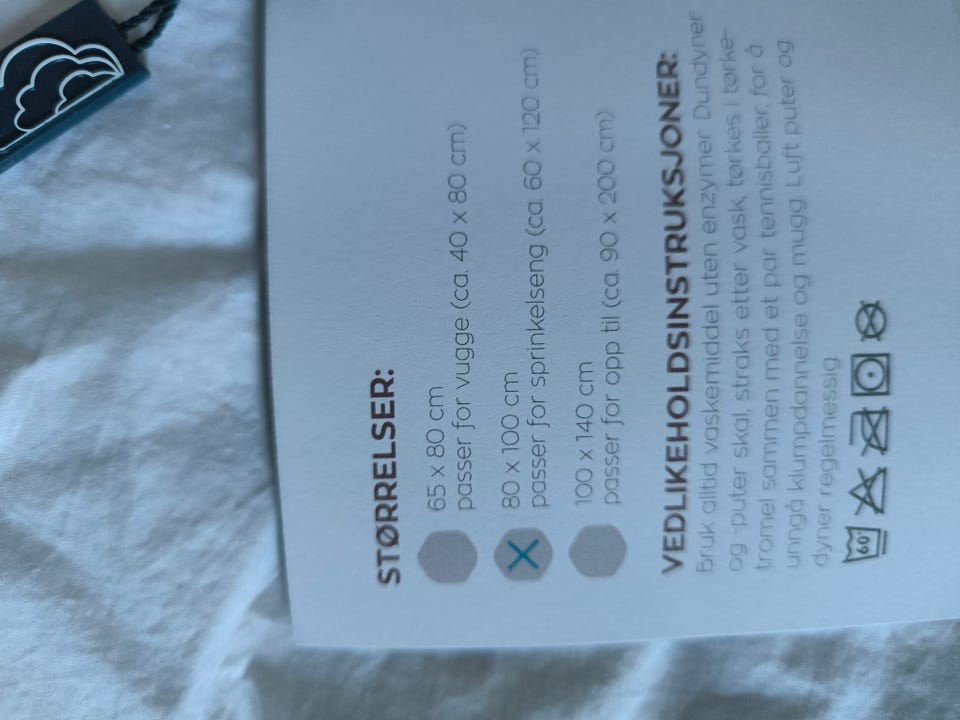 STØRRELSER:
65 x 80 cm
passer for vugge (ca. 40 x 80 cm)
80 x 100 cm
passer for sprinkelseng (ca. 60 x 120 cm)
100 x 140 cm
passer for opp til (ca. 90 x 200 cm)
VEDLIKEHOLDSINSTRUKSJONER:
Bruk alltid vaskemiddel uten enzymer. Dundyner
og -puter skal, straks etter vask, tørkes i tørke-
tromel sammen med et par tennisballer, for å
unngå klumpdannelse og mugg. Luft puter og
dyner regelmessig
60